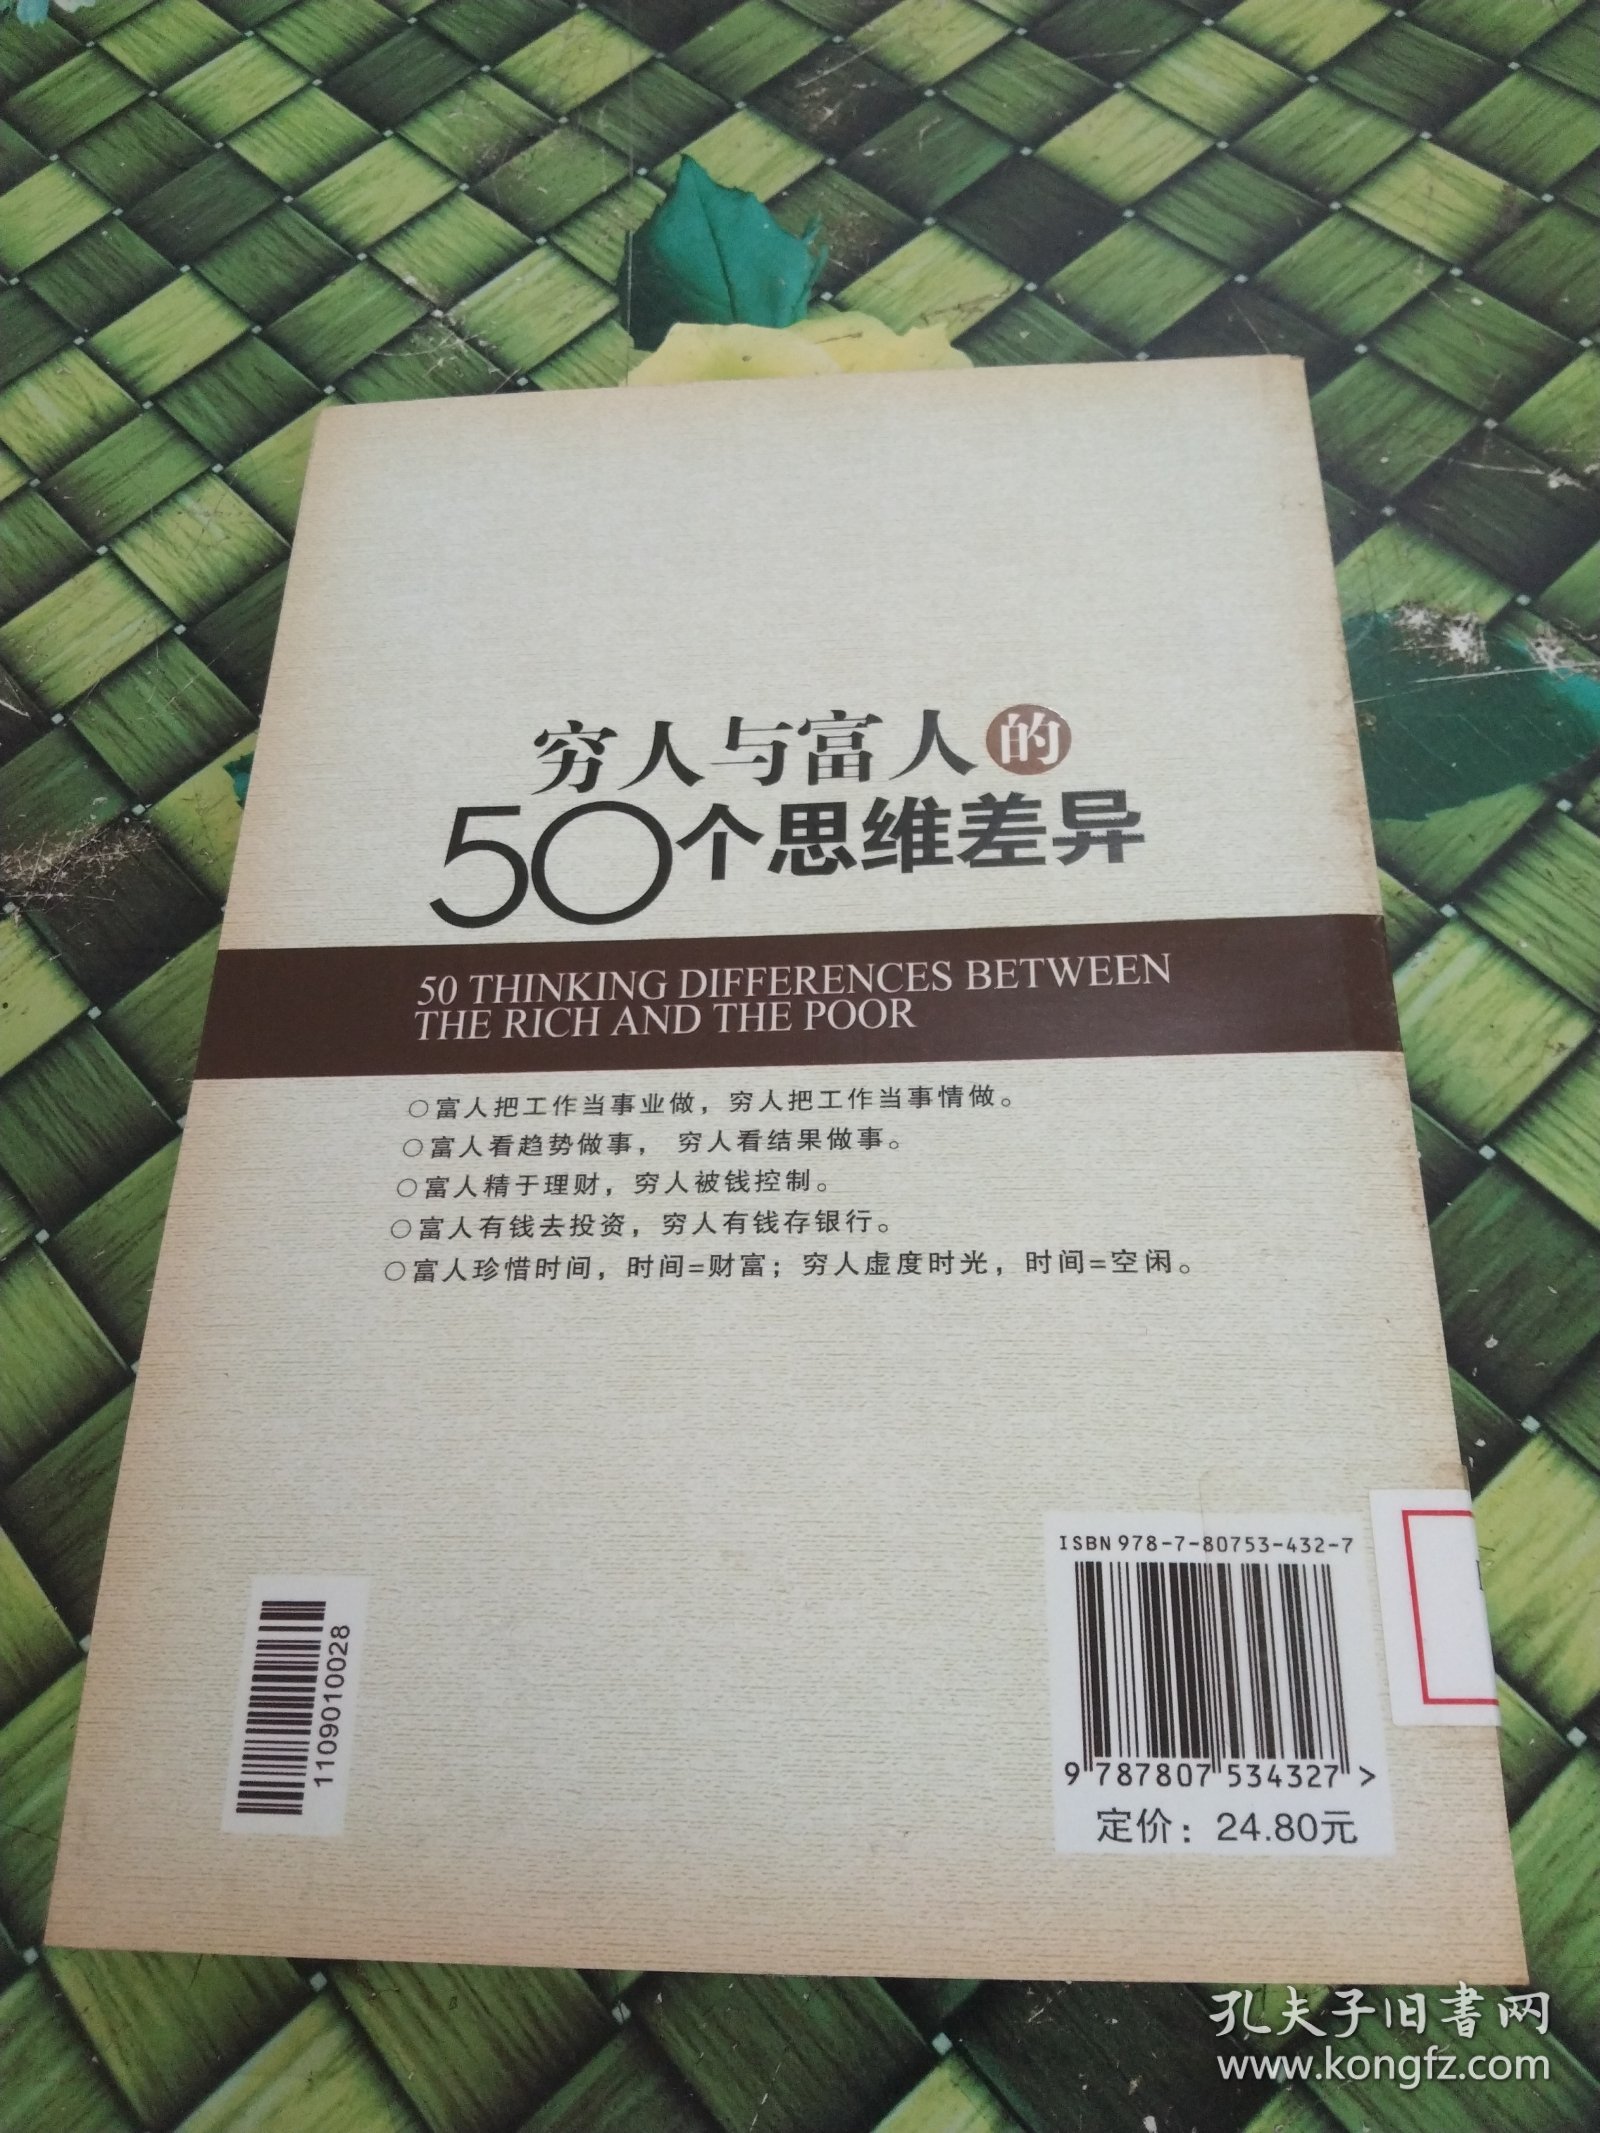 穷人与富人的
50个思维差异
50 THINKING DIFFERENCES BETWEEN
THE RICH AND THE POOR
○富人把工作当事业做，穷人把工作当事情做。
○富人看趋势做事， 穷人看结果做事。
○富人精于理财，穷人被钱控制。
○富人有钱去投资，穷人有钱存银行。
○富人珍惜时间，时间=财富；穷人虚度时光，时间=空闲。
ISBN 978-7-80753-432-7
9 787807 534327 >
定价：24.80元
1109010028
孔夫子旧书网
www.kongfz.com